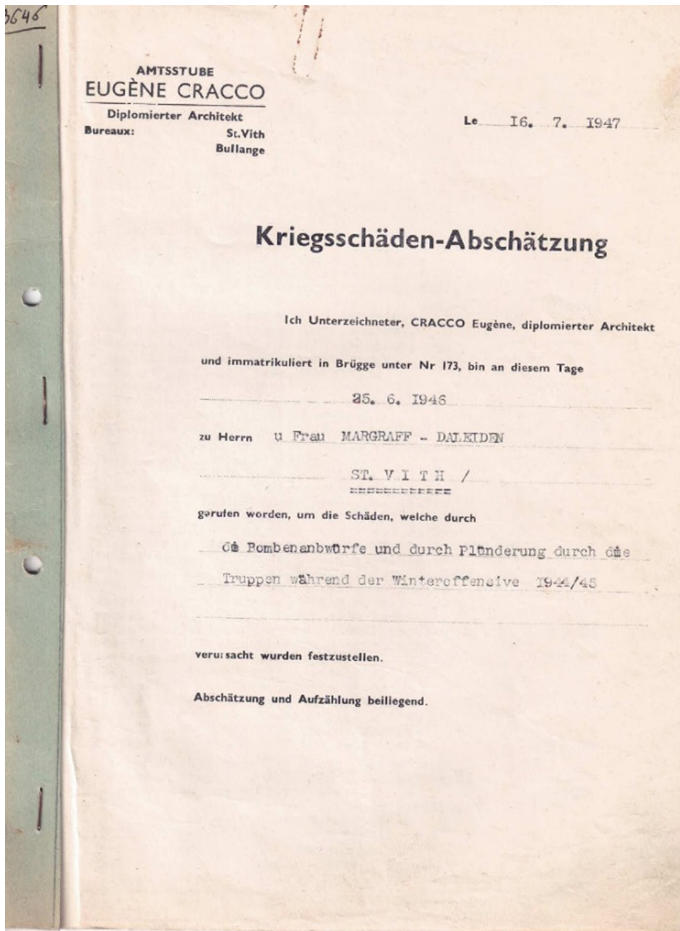 3646
AMTSSTUBE
EUGÈNE CRACCO
Diplomierter Architekt
Bureaux: St.Vith
Bullange
Le 16. 7. 1947
Kriegsschäden-Abschätzung
Ich Unterzeichneter, CRACCO Eugène, diplomierter Architekt
und immatrikuliert in Brügge unter Nr 173, bin an diesem Tage
25. 6. 1946
zu Herrn u Frau MARGRAFF - DALEIDEN
ST. V I T H /
============
gerufen worden, um die Schäden, welche durch
die Bombenanbwürfe und durch Plünderung durch die
Truppen während der Winteroffensive 1944/45
verursacht wurden festzustellen.
Abschätzung und Aufzählung beiliegend.